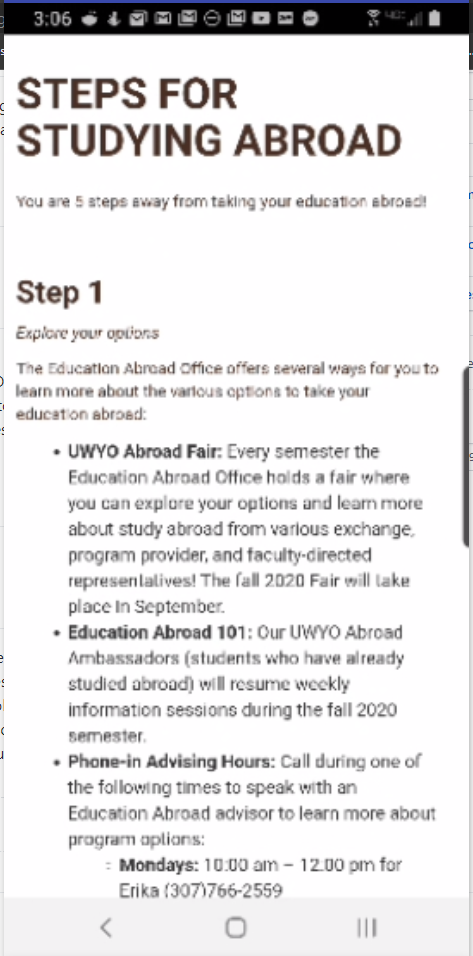 3:06
STEPS FOR
STUDYING ABROAD
You are 5 steps away from taking your education abroad!
Step 1
Explore your options
The Education Abroad Office offers several ways for you to
learn more about the various options to take your
education abroad:
• UWYO Abroad Fair: Every semester the
Education Abroad Office holds a fair where
you can explore your options and learn more
about study abroad from various exchange,
program provider, and faculty-directed
representatives! The fall 2020 Fair will take
place in September.
• Education Abroad 101: Our UWYO Abroad
Ambassadors (students who have already
studied abroad) will resume weekly
information sessions during the fall 2020
semester.
• Phone-in Advising Hours: Call during one of
the following times to speak with an
Education Abroad advisor to learn more about
program options:
Mondays: 10:00 am – 12:00 pm for
Erika (307)766-2559